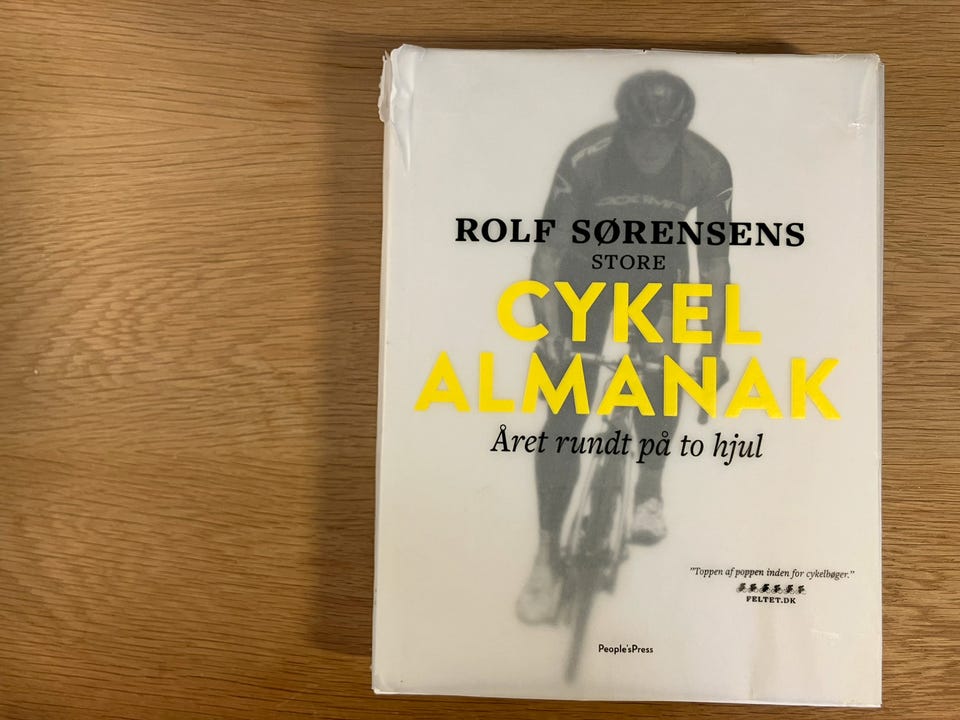 ROLF SØRENSENS
STORE
CYKEL
ALMANAK
Året rundt på to hjul
"Toppen af poppen inden for cykelbøger."
FELTET.DK
People'sPress